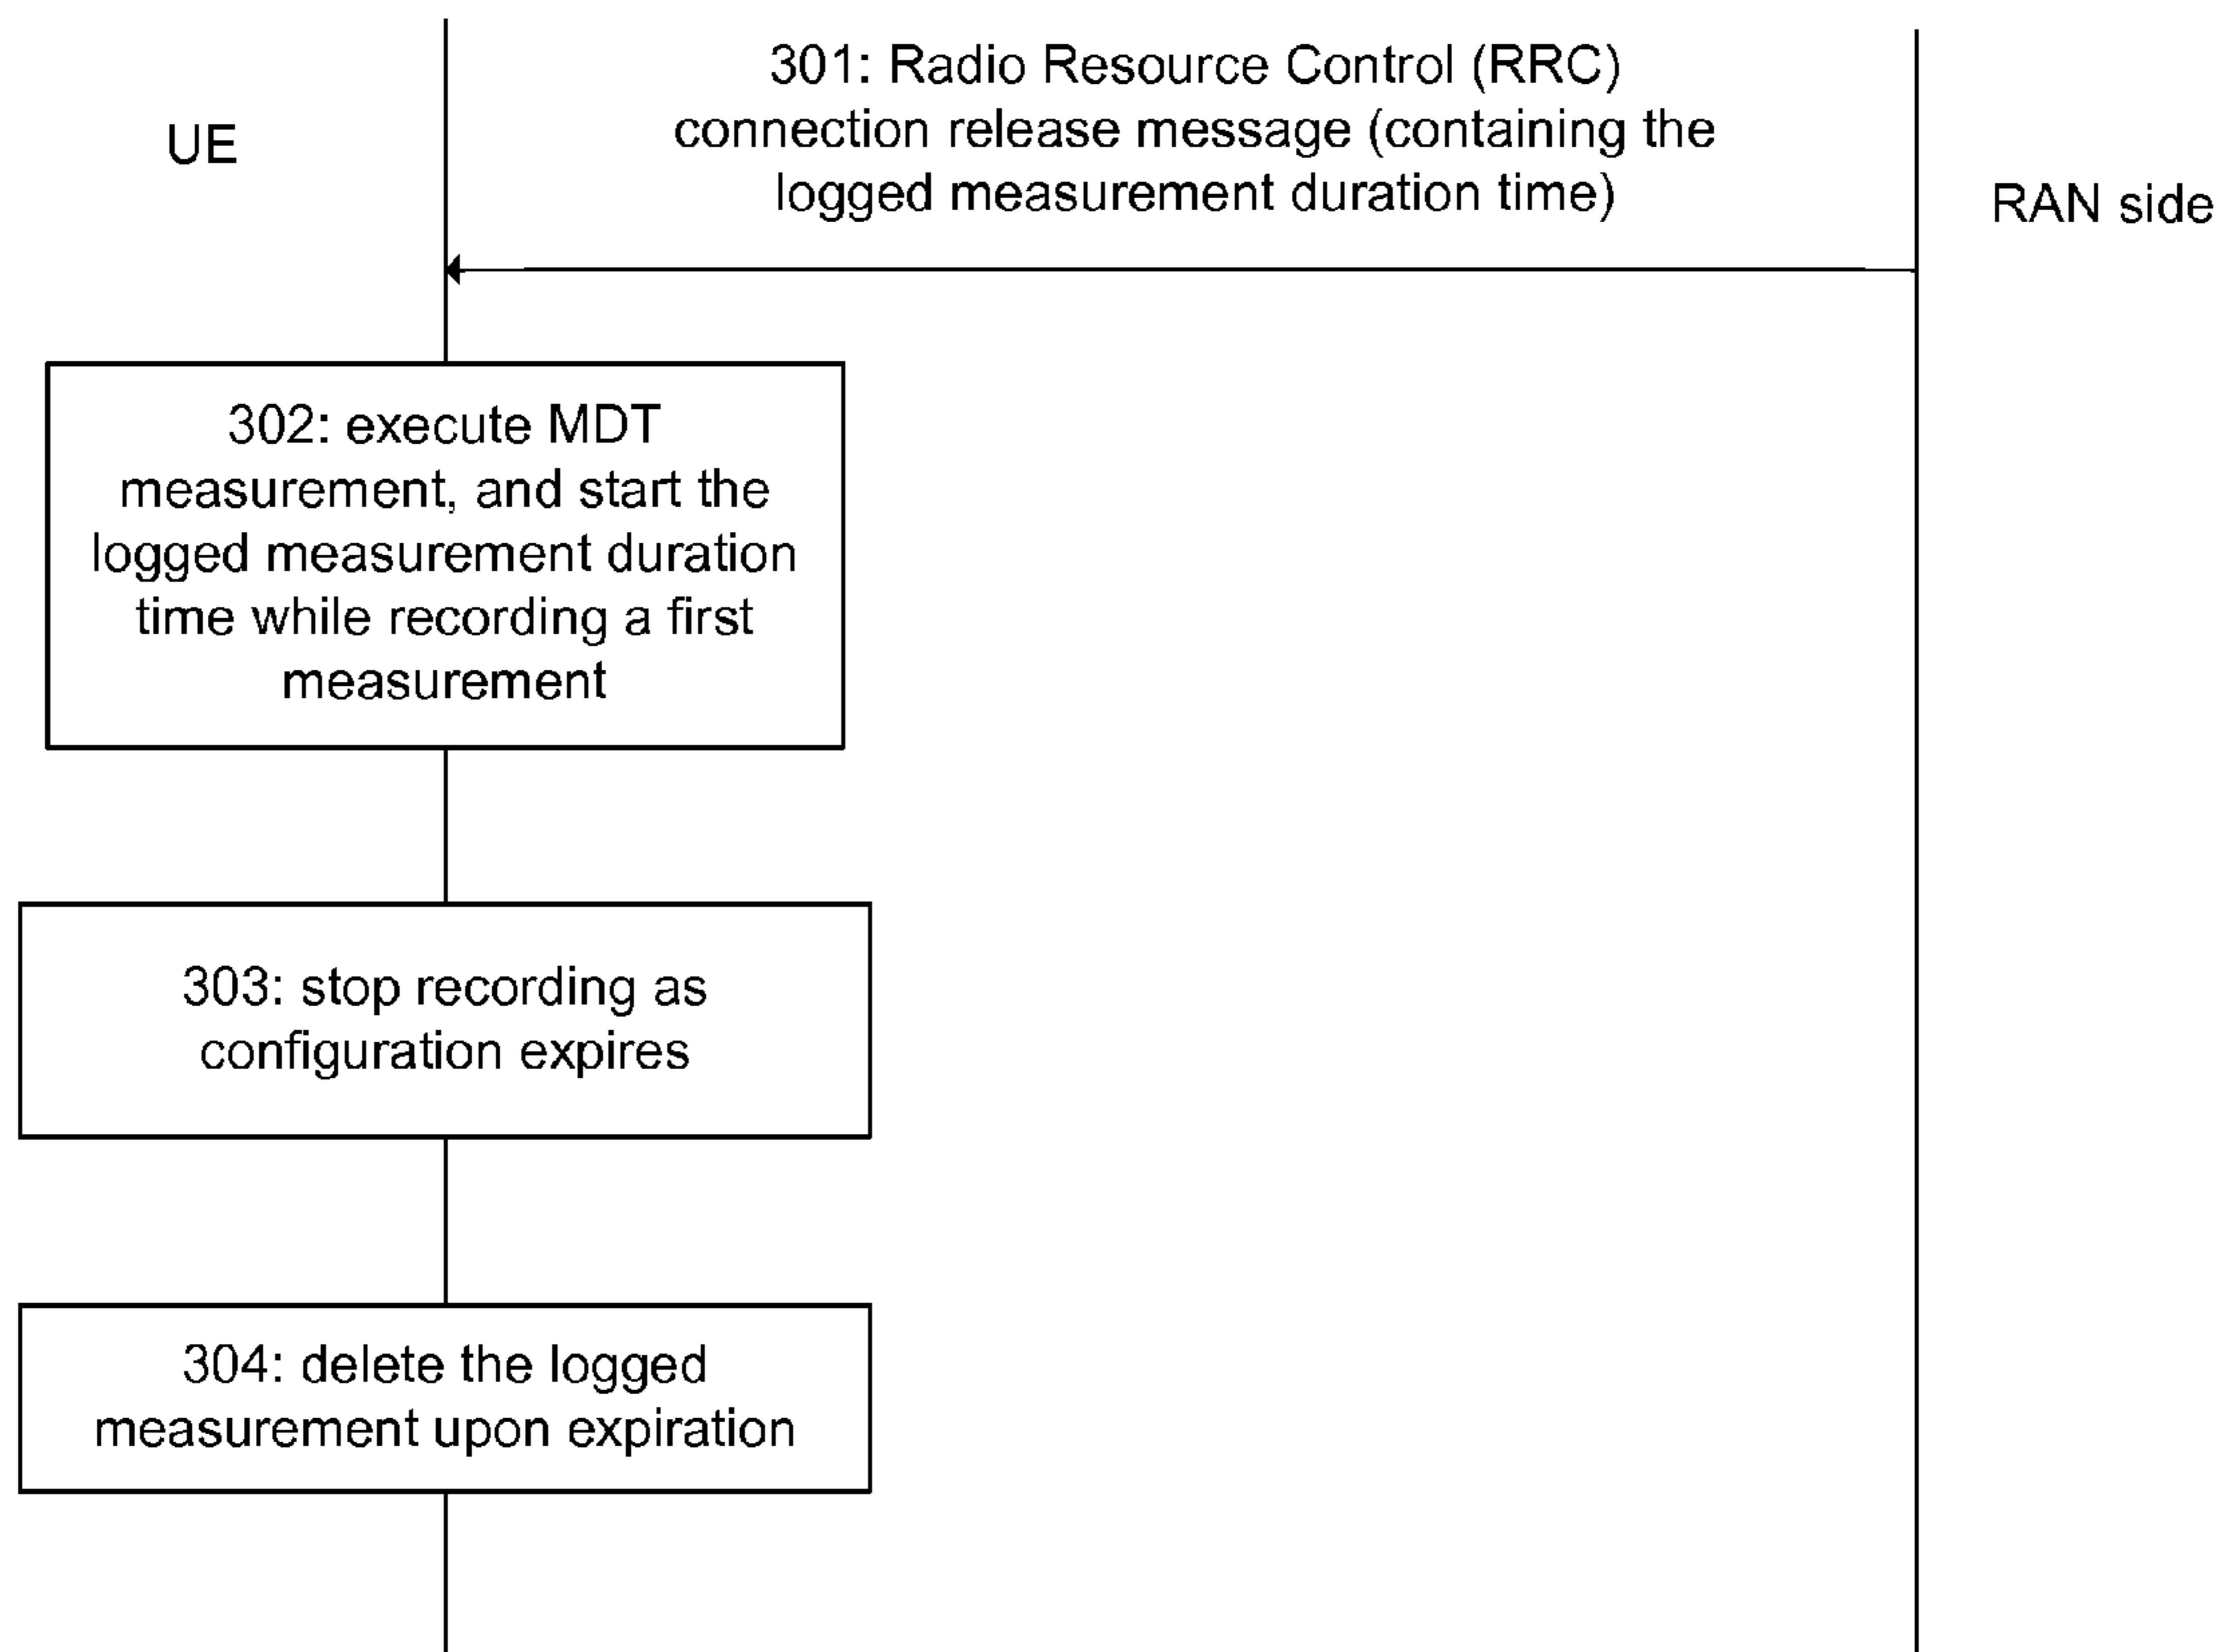 301: Radio Resource Control (RRC)
connection release message (containing the
logged measurement duration time)
UE
RAN side
302: execute MDT
measurement, and start the
logged measurement duration
time while recording a first
measurement
303: stop recording as
configuration expires
304: delete the logged
measurement upon expiration